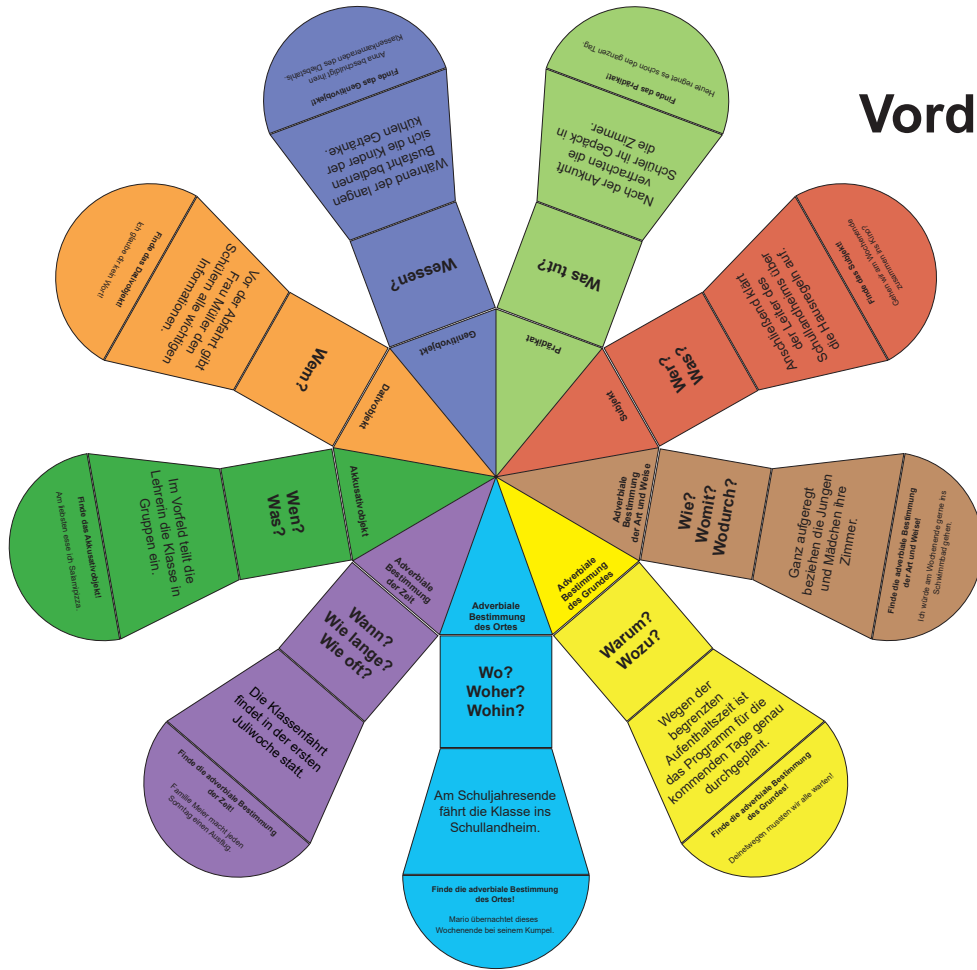 Vord
Prädikat
Was tut?
Nach der Ankunft
verfrachten die
Schüler ihr Gepäck in
die Zimmer.
Finde das Prädikat!
Heute regnet es schon den ganzen Tag.
Subjekt
Wer?
Was?
Anschließend klärt
der Leiter des
Schullandheims über
die Hausregeln auf.
Finde das Subjekt!
Gehen wir am Wochenende
zusammen ins Kino?
Adverbiale
Bestimmung
der Art und Weise
Wie?
Womit?
Wodurch?
Ganz aufgeregt
beziehen die Jungen
und Mädchen ihre
Zimmer.
Finde die adverbiale Bestimmung
der Art und Weise!
Ich würde am Wochenende gerne ins
Schwimmbad gehen.
Adverbiale
Bestimmung
des Grundes
Warum?
Wozu?
Wegen der
begrenzten
Aufenthaltszeit ist
das Programm für die
kommenden Tage genau
durchgeplant.
Finde die adverbiale Bestimmung
des Grundes!
Deinetwegen mussten wir alle warten!
Adverbiale
Bestimmung
des Ortes
Wo?
Woher?
Wohin?
Am Schuljahresende
fährt die Klasse ins
Schullandheim.
Finde die adverbiale Bestimmung
des Ortes!
Mario übernachtet dieses
Wochenende bei seinem Kumpel.
Adverbiale
Bestimmung
der Zeit
Wann?
Wie lange?
Wie oft?
Die Klassenfahrt
findet in der ersten
Juliwoche statt.
Finde die adverbiale Bestimmung
der Zeit!
Familie Meier macht jeden
Sonntag einen Ausflug.
Akkusativobjekt
Wen?
Was?
Im Vorfeld teilt die
Lehrerin die Klasse in
Gruppen ein.
Finde das Akkusativobjekt!
Am liebsten esse ich Salamipizza.
Dativobjekt
Wem?
Vor der Abfahrt gibt
Frau Müller den
Schülern alle wichtigen
Informationen.
Finde das Dativobjekt!
Ich glaube dir kein Wort!
Genitivobjekt
Wessen?
Während der langen
Busfahrt bedienen
sich die Kinder der
kühlen Getränke.
Finde das Genitivobjekt!
Anna beschuldigt ihren
Klassenkameraden des Diebstahls.